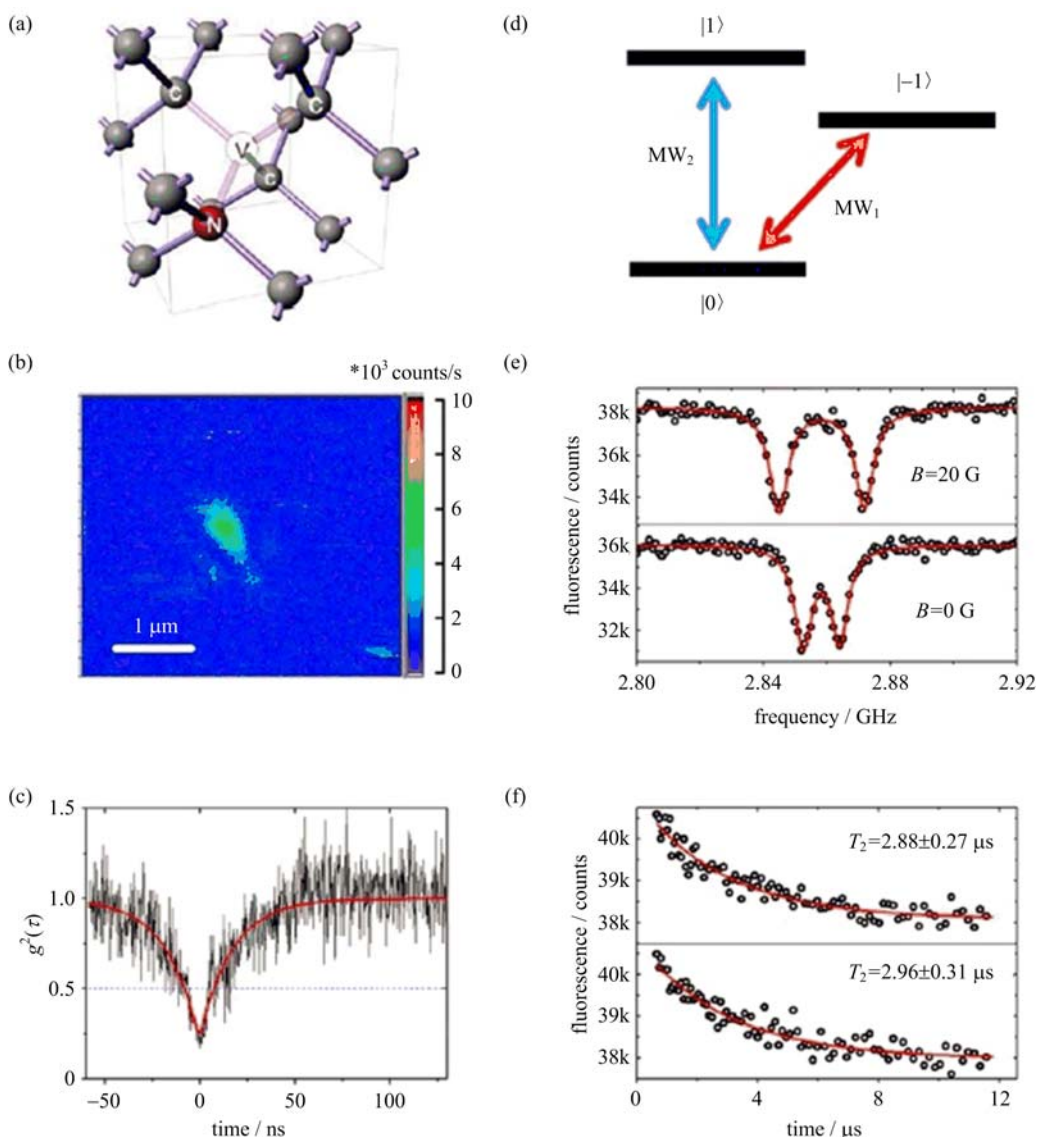 (a)
C
C
V
C
N
(d)
|1⟩
|−1⟩
MW₂
MW₁
|0⟩
(b)
*10³ counts/s
10
8
6
4
2
0
1 μm
(e)
fluorescence / counts
38k
36k
34k
B=20 G
36k
34k
32k
B=0 G
2.80 2.84 2.88 2.92
frequency / GHz
(c)
g²(τ)
1.5
1.0
0.5
0
−50 0 50 100
time / ns
(f)
fluorescence / counts
40k
39k
38k
T₂=2.88±0.27 μs
40k
39k
38k
T₂=2.96±0.31 μs
0 4 8 12
time / μs